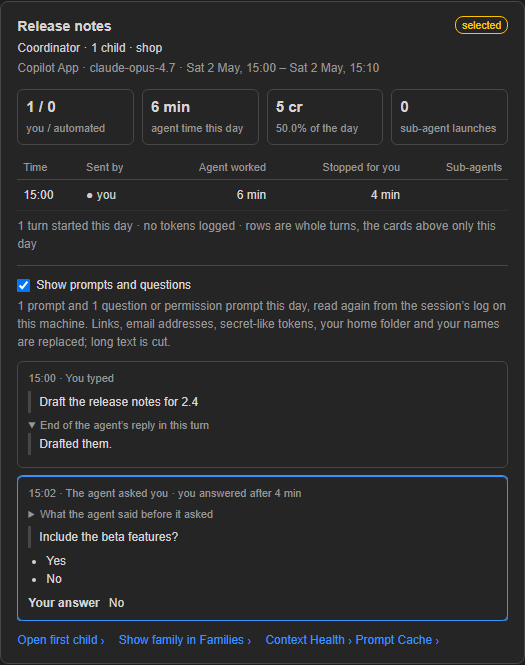 Release notes
selected
Coordinator · 1 child · shop
Copilot App · claude-opus-4.7 · Sat 2 May, 15:00 – Sat 2 May, 15:10
1 / 0
you / automated
6 min
agent time this day
5 cr
50.0% of the day
0
sub-agent launches
Time Sent by Agent worked Stopped for you Sub-agents
15:00 ● you 6 min 4 min
1 turn started this day · no tokens logged · rows are whole turns, the cards above only this
day
Show prompts and questions
1 prompt and 1 question or permission prompt this day, read again from the session's log on
this machine. Links, email addresses, secret-like tokens, your home folder and your names
are replaced; long text is cut.
15:00 · You typed
Draft the release notes for 2.4
▼ End of the agent's reply in this turn
Drafted them.
15:02 · The agent asked you · you answered after 4 min
▶ What the agent said before it asked
Include the beta features?
• Yes
• No
Your answer No
Open first child › Show family in Families › Context Health › Prompt Cache ›